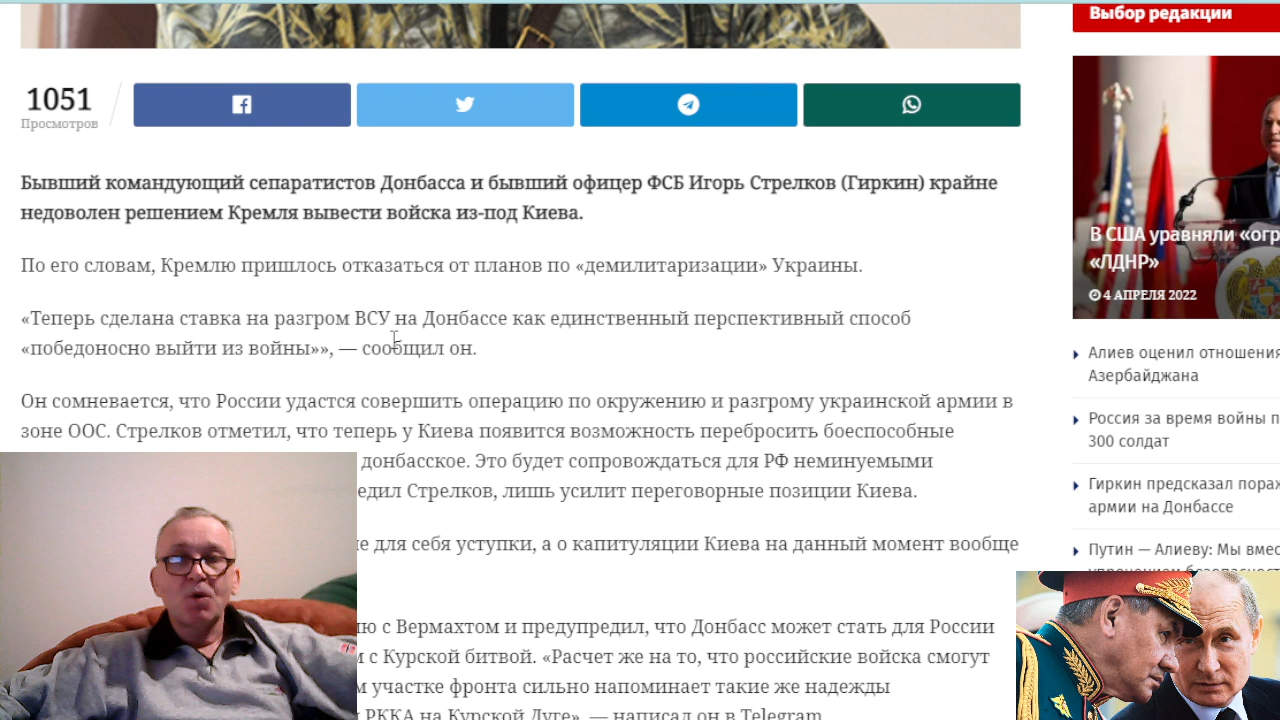 Выбор редакции
1051
Просмотров
Бывший командующий сепаратистов Донбасса и бывший офицер ФСБ Игорь Стрелков (Гиркин) крайне
недоволен решением Кремля вывести войска из-под Киева.
По его словам, Кремлю пришлось отказаться от планов по «демилитаризации» Украины.
«Теперь сделана ставка на разгром ВСУ на Донбассе как единственный перспективный способ
«победоносно выйти из войны»», — сообщил он.
Он сомневается, что России удастся совершить операцию по окружению и разгрому украинской армии в
зоне ООС. Стрелков отметил, что теперь у Киева появится возможность перебросить боеспособные
донбасское. Это будет сопровождаться для РФ неминуемыми
едил Стрелков, лишь усилит переговорные позиции Киева.
е для себя уступки, а о капитуляции Киева на данный момент вообще
ю с Вермахтом и предупредил, что Донбасс может стать для России
с Курской битвой. «Расчет же на то, что российские войска смогут
участке фронта сильно напоминает такие же надежды
РККА на Курской Дуге», — написал он в Telegram.
В США уравняли «огр
«ЛДНР»
4 АПРЕЛЯ 2022
Алиев оценил отношения
Азербайджана
Россия за время войны п
300 солдат
Гиркин предсказал пораж
армии на Донбассе
Путин — Алиеву: Мы вмес